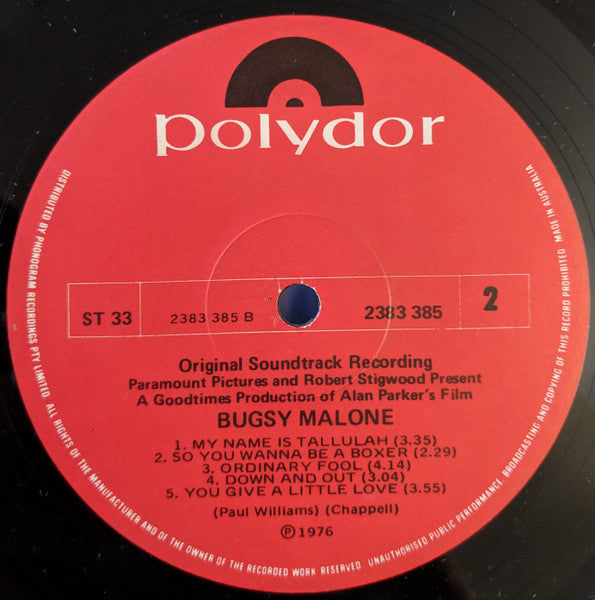 polydor
ST 33
2383 385 B
2383 385
2
Original Soundtrack Recording
Paramount Pictures and Robert Stigwood Present
A Goodtimes Production of Alan Parker's Film
BUGSY MALONE
1. MY NAME IS TALLULAH (3.35)
2. SO YOU WANNA BE A BOXER (2.29)
3. ORDINARY FOOL (4.14)
4. DOWN AND OUT (3.04)
5. YOU GIVE A LITTLE LOVE (3.55)
(Paul Williams) (Chappell)
Ⓟ 1976
DISTRIBUTED BY PHONOGRAM RECORDINGS PTY LIMITED. ALL RIGHTS OF THE MANUFACTURER AND OF THE OWNER OF THE RECORDED WORK RESERVED. UNAUTHORISED PUBLIC PERFORMANCE, BROADCASTING AND COPYING OF THIS RECORD PROHIBITED. MADE IN AUSTRALIA